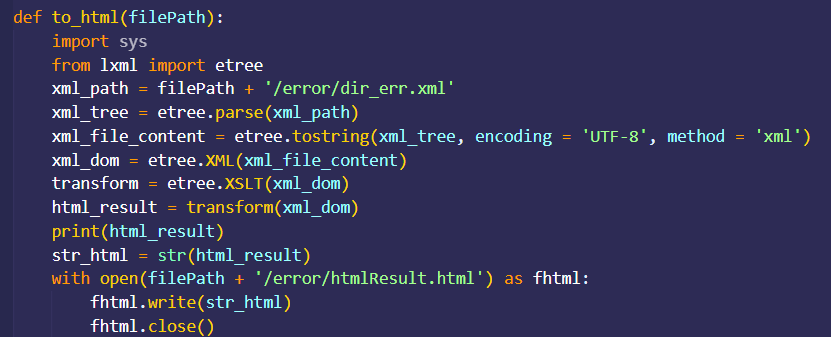 def to_html(filePath):
    import sys
    from lxml import etree
    xml_path = filePath + '/error/dir_err.xml'
    xml_tree = etree.parse(xml_path)
    xml_file_content = etree.tostring(xml_tree, encoding = 'UTF-8', method = 'xml')
    xml_dom = etree.XML(xml_file_content)
    transform = etree.XSLT(xml_dom)
    html_result = transform(xml_dom)
    print(html_result)
    str_html = str(html_result)
    with open(filePath + '/error/htmlResult.html') as fhtml:
        fhtml.write(str_html)
        fhtml.close()